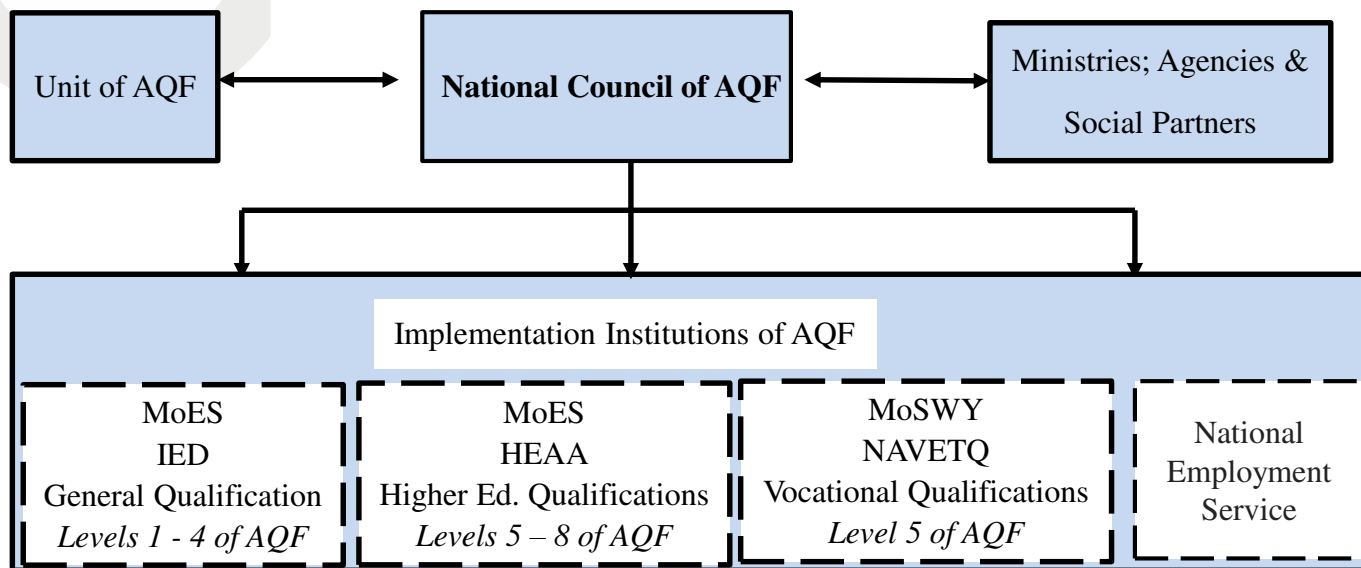 Unit of AQF
National Council of AQF
Ministries; Agencies &
Social Partners
Implementation Institutions of AQF
MoES
IED
General Qualification
Levels 1 - 4 of AQF
MoES
HEAA
Higher Ed. Qualifications
Levels 5 – 8 of AQF
MoSWY
NAVETQ
Vocational Qualifications
Level 5 of AQF
National
Employment
Service